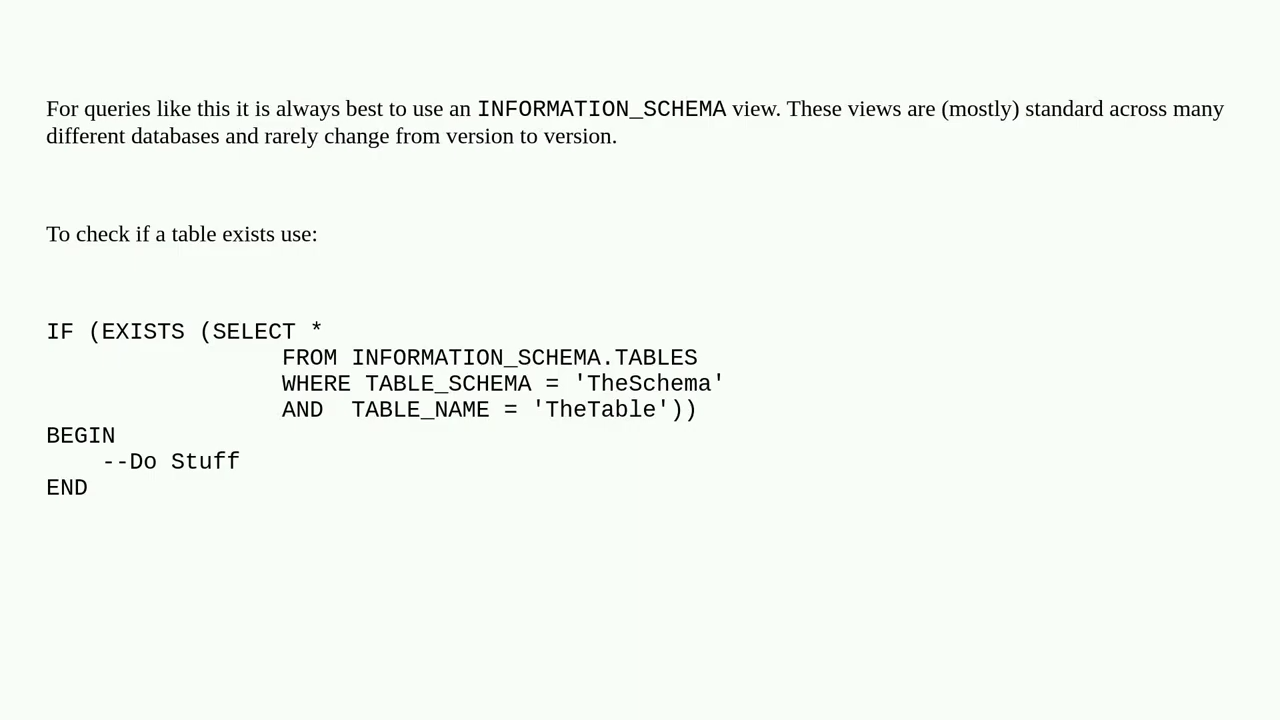 For queries like this it is always best to use an INFORMATION_SCHEMA view. These views are (mostly) standard across many
different databases and rarely change from version to version.
To check if a table exists use:
IF (EXISTS (SELECT *
                 FROM INFORMATION_SCHEMA.TABLES
                 WHERE TABLE_SCHEMA = 'TheSchema'
                 AND  TABLE_NAME = 'TheTable'))
BEGIN
    --Do Stuff
END